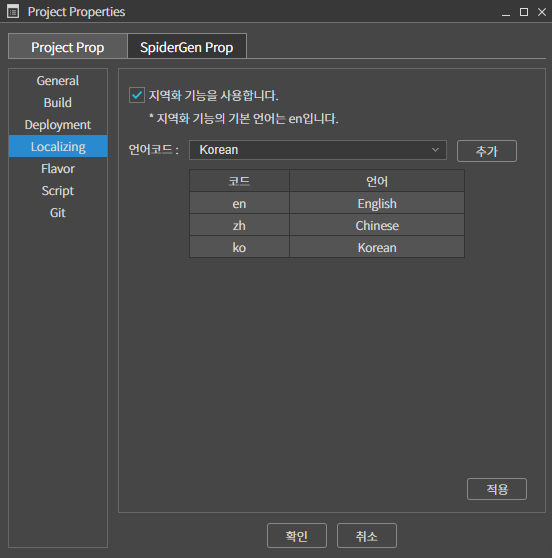 Project Properties
Project Prop
SpiderGen Prop
General
Build
Deployment
Localizing
Flavor
Script
Git
지역화 기능을 사용합니다.
* 지역화 기능의 기본 언어는 en입니다.
언어코드 : Korean 추가
코드 언어
en English
zh Chinese
ko Korean
적용
확인 취소